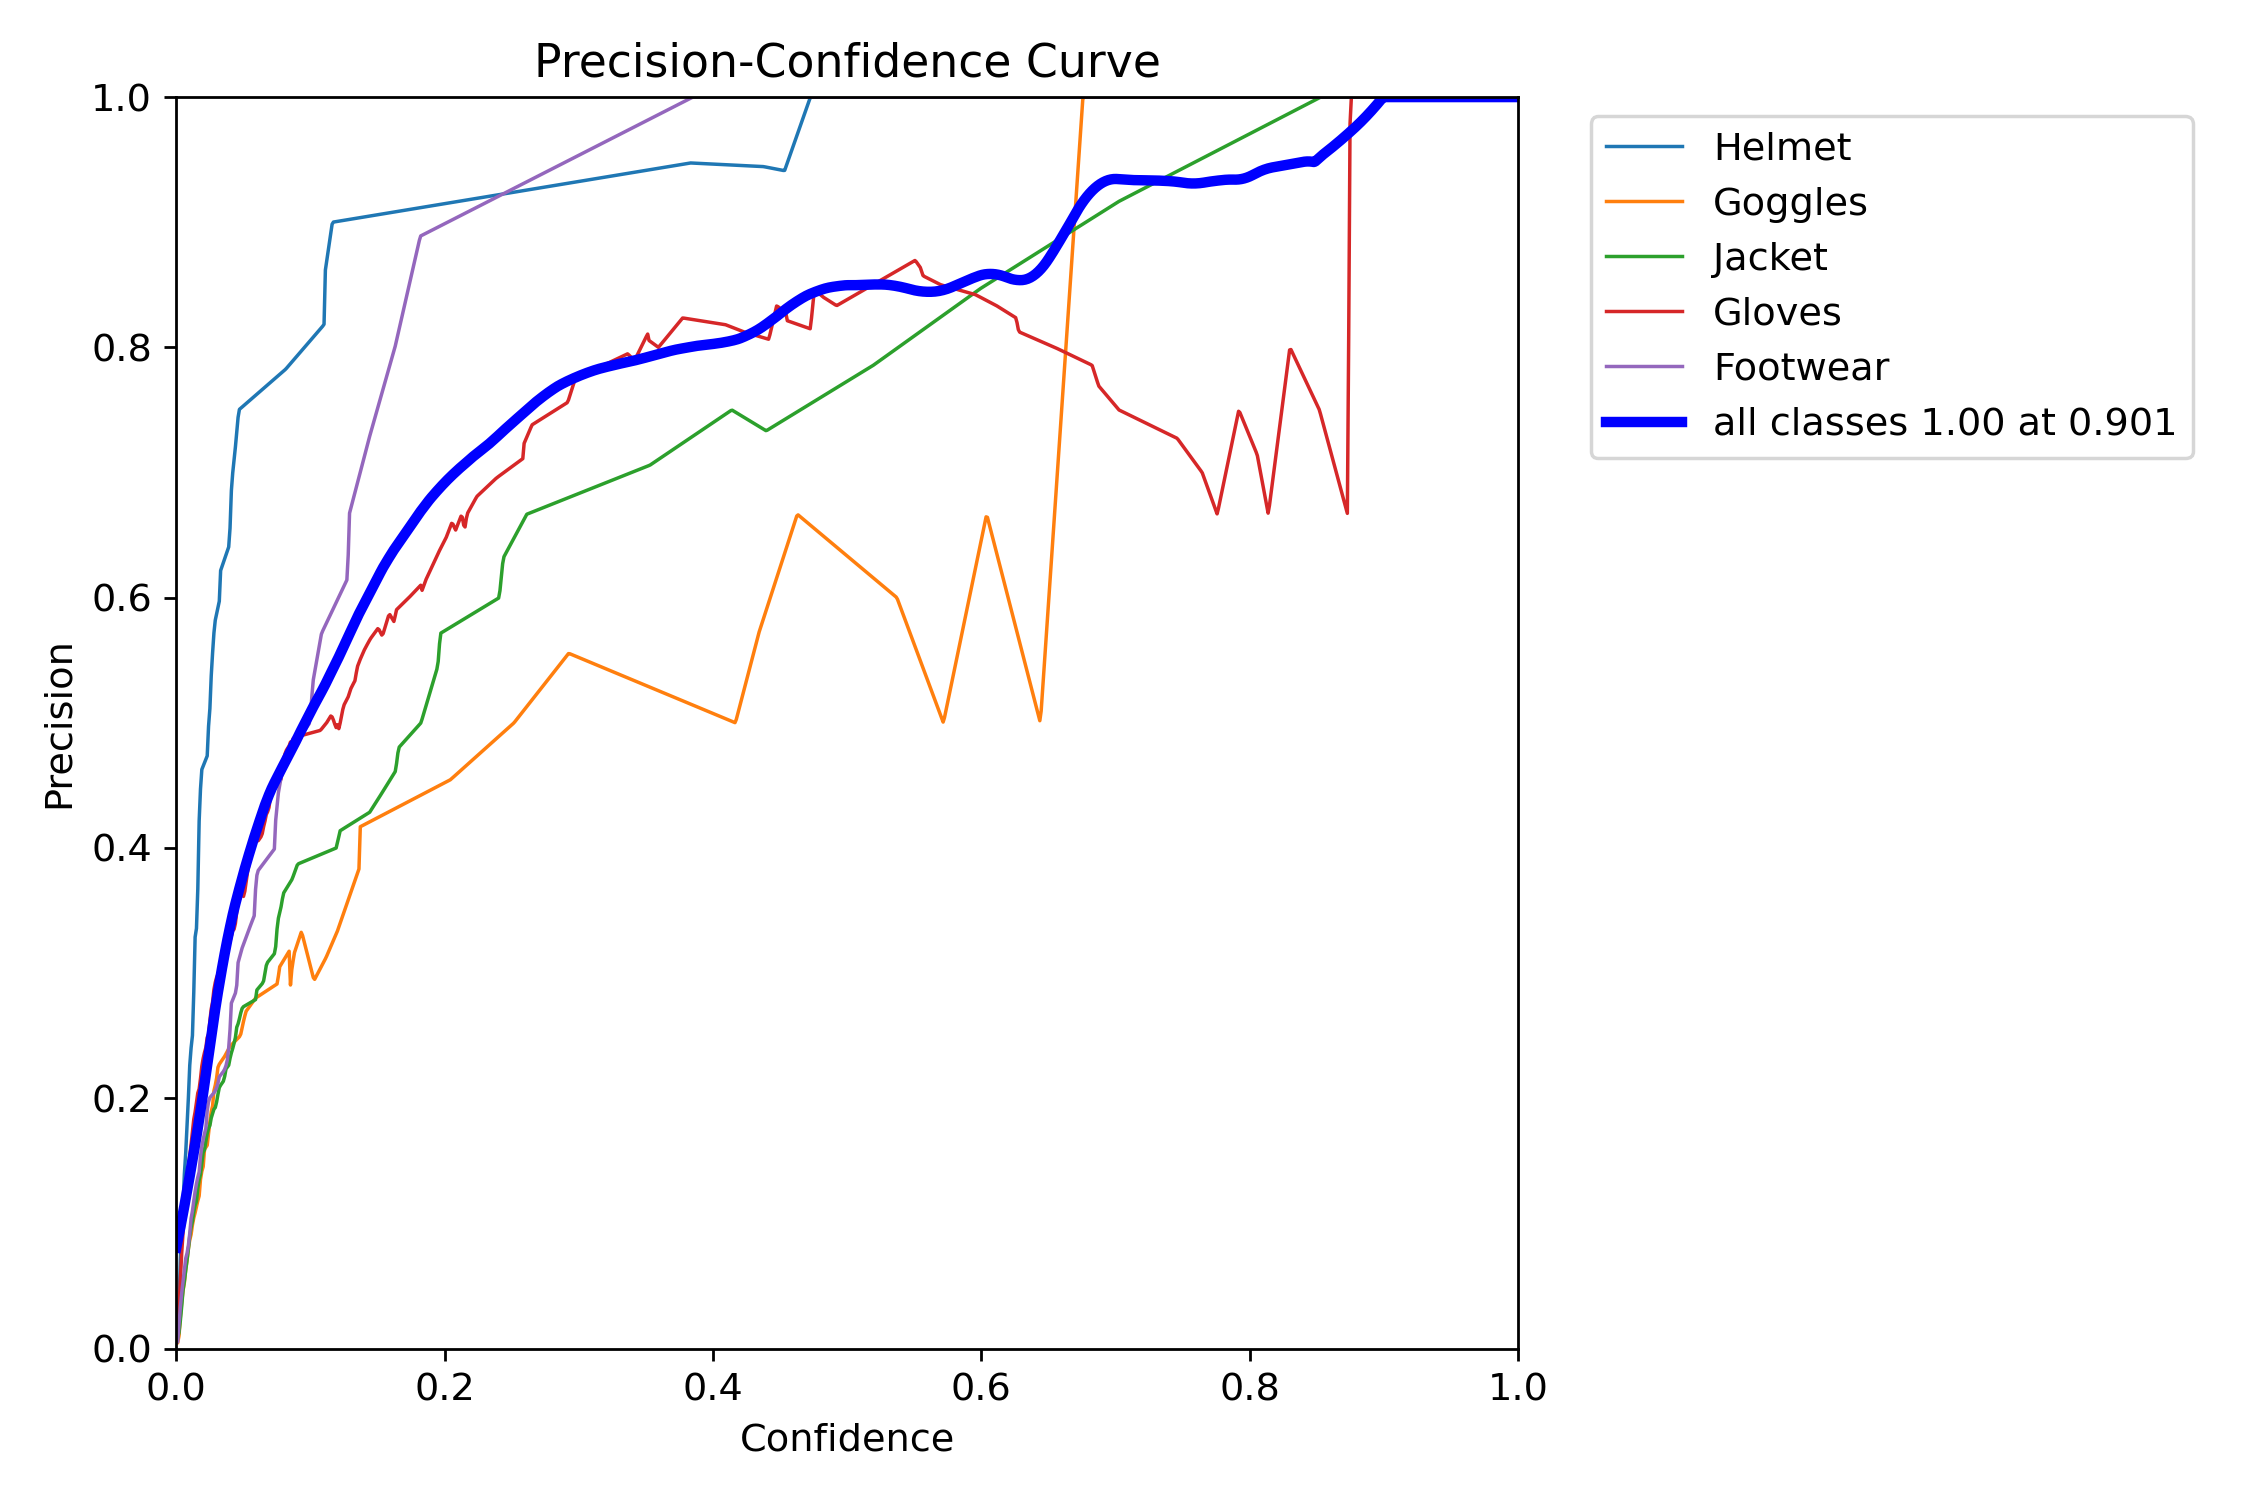 Precision-Confidence Curve
1.0
0.8
0.6
0.4
0.2
0.0
Precision
0.0 0.2 0.4 0.6 0.8 1.0
Confidence
Helmet
Goggles
Jacket
Gloves
Footwear
all classes 1.00 at 0.901